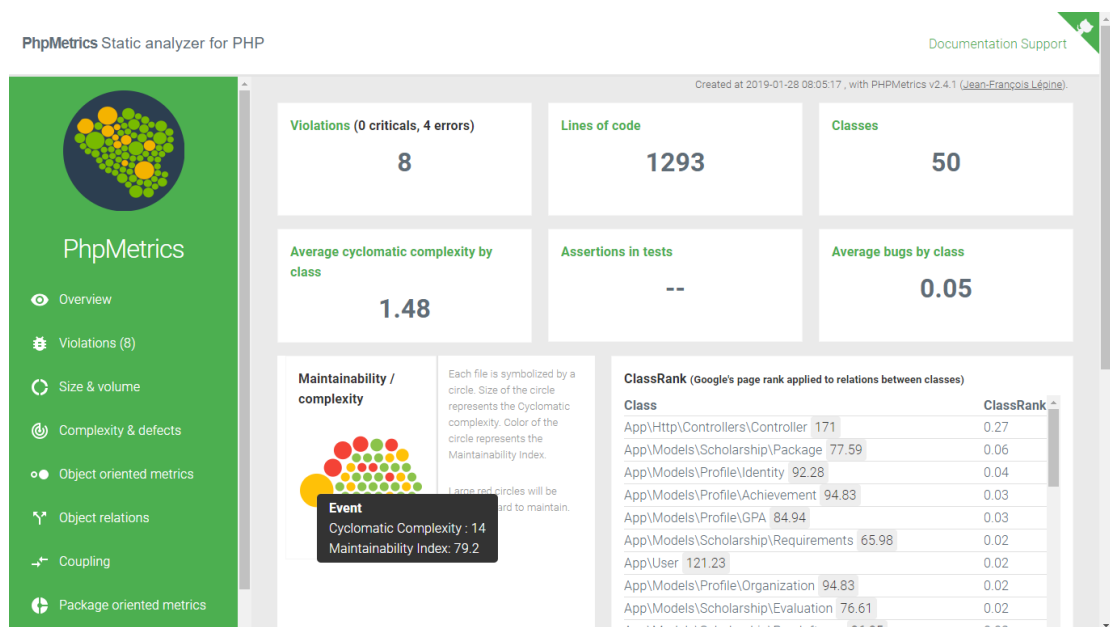 PhpMetrics Static analyzer for PHP
Documentation Support
Created at 2019-01-28 08:05:17 , with PHPMetrics v2.4.1 (Jean-François Lépine).
PhpMetrics
Overview
Violations (8)
Size & volume
Complexity & defects
Object oriented metrics
Object relations
Coupling
Package oriented metrics
Violations (0 criticals, 4 errors)
8
Lines of code
1293
Classes
50
Average cyclomatic complexity by
class
1.48
Assertions in tests
--
Average bugs by class
0.05
Maintainability /
complexity
Each file is symbolized by a
circle. Size of the circle
represents the Cyclomatic
complexity. Color of the
circle represents the
Maintainability Index.
Large red circles will be
ard to maintain.
Event
Cyclomatic Complexity : 14
Maintainability Index: 79.2
ClassRank (Google's page rank applied to relations between classes)
Class ClassRank
App\Http\Controllers\Controller 171 0.27
App\Models\Scholarship\Package 77.59 0.06
App\Models\Profile\Identity 92.28 0.04
App\Models\Profile\Achievement 94.83 0.03
App\Models\Profile\GPA 84.94 0.03
App\Models\Scholarship\Requirements 65.98 0.02
App\User 121.23 0.02
App\Models\Profile\Organization 94.83 0.02
App\Models\Scholarship\Evaluation 76.61 0.02